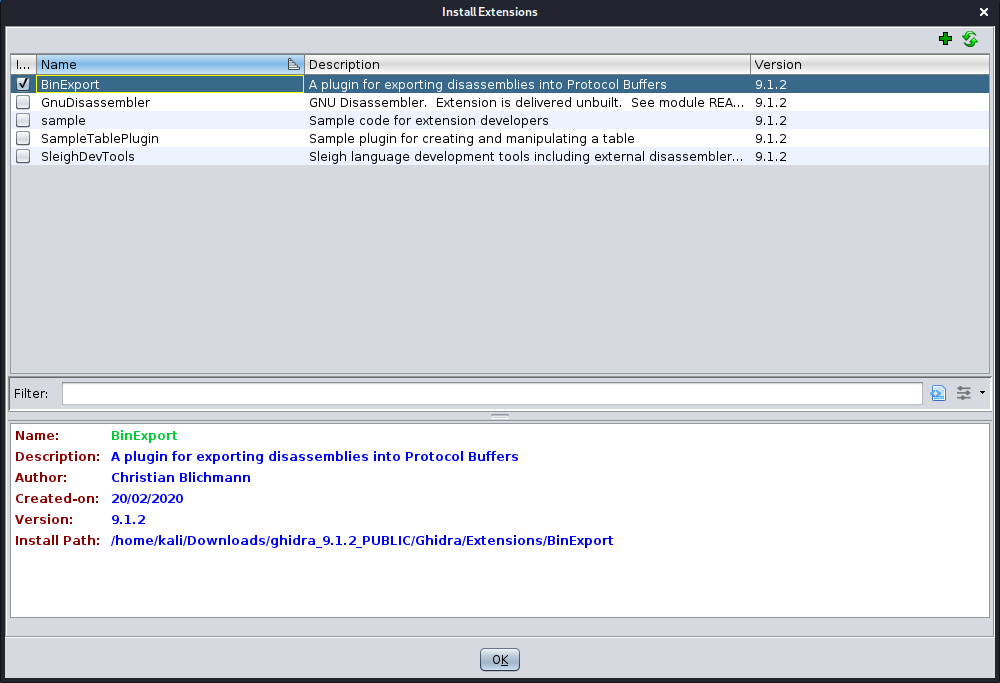 Install Extensions
I... Name Description Version
BinExport A plugin for exporting disassemblies into Protocol Buffers 9.1.2
GnuDisassembler GNU Disassembler.  Extension is delivered unbuilt.  See module REA... 9.1.2
sample Sample code for extension developers 9.1.2
SampleTablePlugin Sample plugin for creating and manipulating a table 9.1.2
SleighDevTools Sleigh language development tools including external disassembler... 9.1.2
Filter:
Name: BinExport
Description: A plugin for exporting disassemblies into Protocol Buffers
Author: Christian Blichmann
Created-on: 20/02/2020
Version: 9.1.2
Install Path: /home/kali/Downloads/ghidra_9.1.2_PUBLIC/Ghidra/Extensions/BinExport
OK